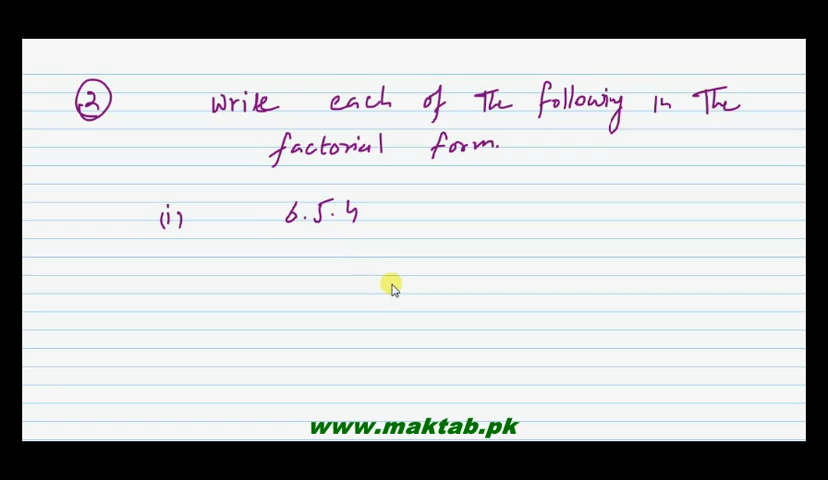 2 Write each of The following in The
factorial form.
(i) 6.5.4
www.maktab.pk